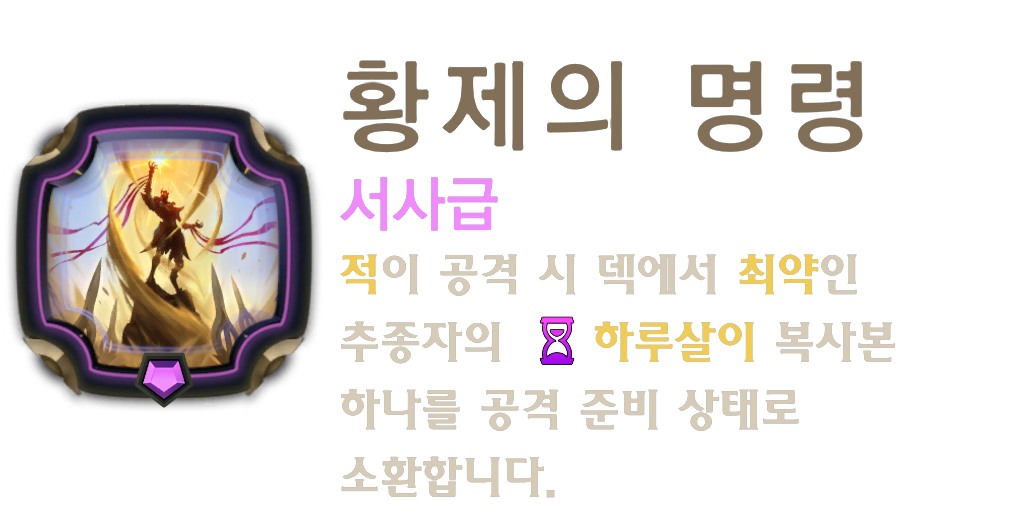 황제의 명령
서사급
적이 공격 시 덱에서 최약인
추종자의 하루살이 복사본
하나를 공격 준비 상태로
소환합니다.